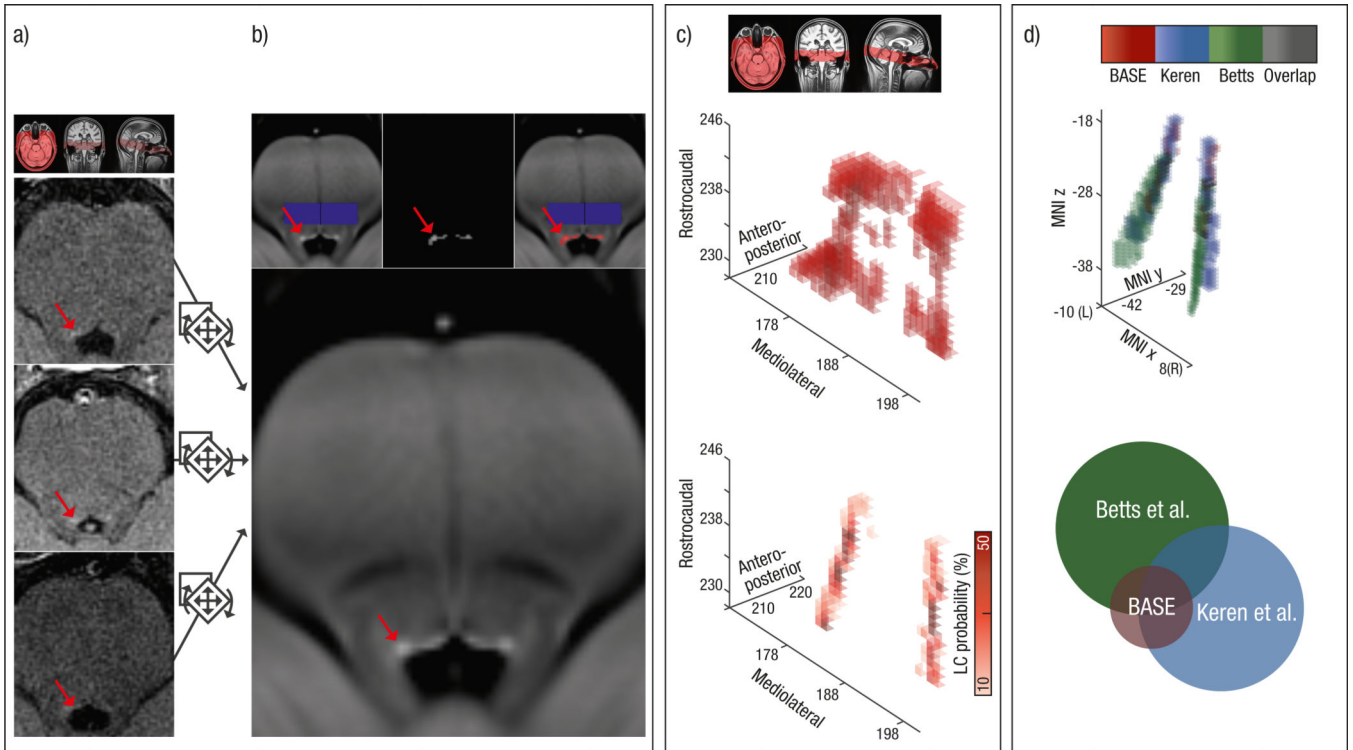 a)
b)
c)
246
238
230
Rostrocaudal
Antero-
posterior
210
178
188
198
Mediolateral
246
238
230
Rostrocaudal
Antero-
posterior
210
220
178
188
198
Mediolateral
50
LC probability (%)
10
d)
BASE Keren Betts Overlap
-18
-28
-38
MNI z
MNI y
-29
-42
-10 (L)
MNI x
8(R)
Betts et al.
BASE
Keren et al.